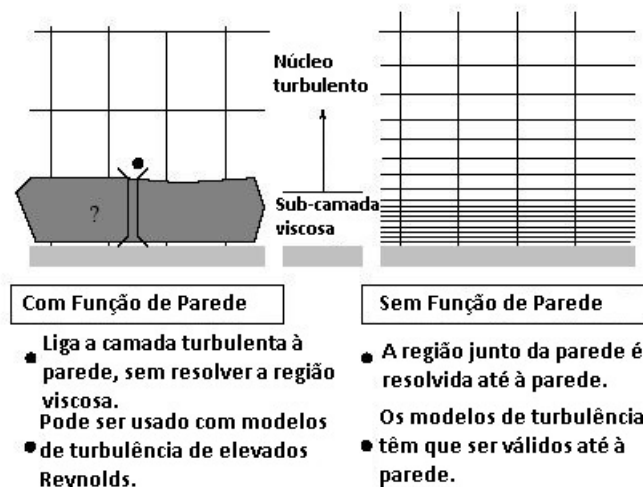 Núcleo
turbulento
?
Sub-camada
viscosa
Com Função de Parede
Liga a camada turbulenta à
parede, sem resolver a região
viscosa.
Pode ser usado com modelos
de turbulência de elevados
Reynolds.
Sem Função de Parede
A região junto da parede é
resolvida até à parede.
Os modelos de turbulência
têm que ser válidos até à
parede.